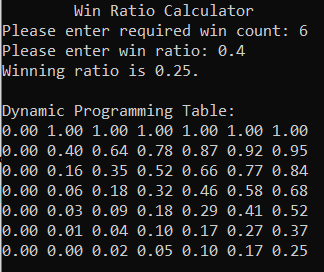 Win Ratio Calculator
Please enter required win count: 6
Please enter win ratio: 0.4
Winning ratio is 0.25.
Dynamic Programming Table:
0.00 1.00 1.00 1.00 1.00 1.00 1.00
0.00 0.40 0.64 0.78 0.87 0.92 0.95
0.00 0.16 0.35 0.52 0.66 0.77 0.84
0.00 0.06 0.18 0.32 0.46 0.58 0.68
0.00 0.03 0.09 0.18 0.29 0.41 0.52
0.00 0.01 0.04 0.10 0.17 0.27 0.37
0.00 0.00 0.02 0.05 0.10 0.17 0.25